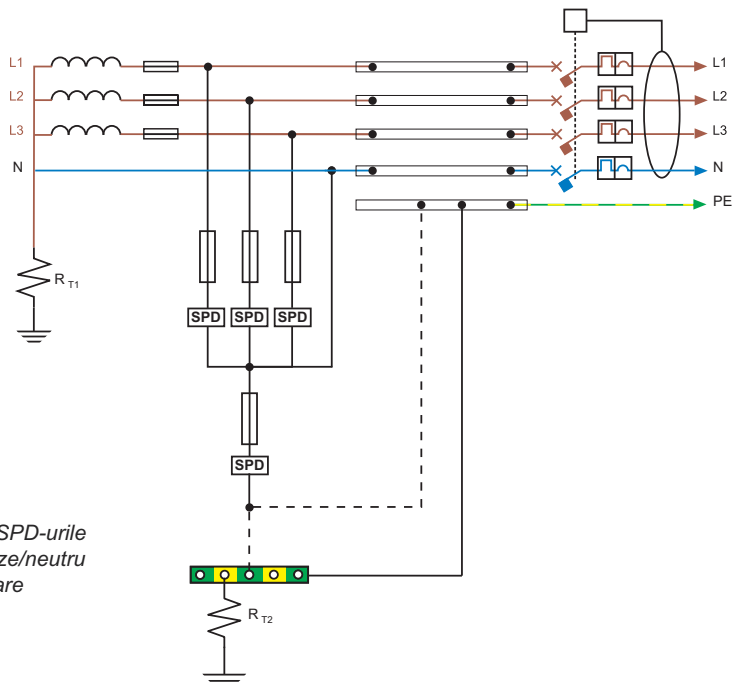 L1
L1
L2
L2
L3
L3
N
N
PE
R T1
SPD SPD SPD
SPD
SPD-urile
ze/neutru
are
R T2